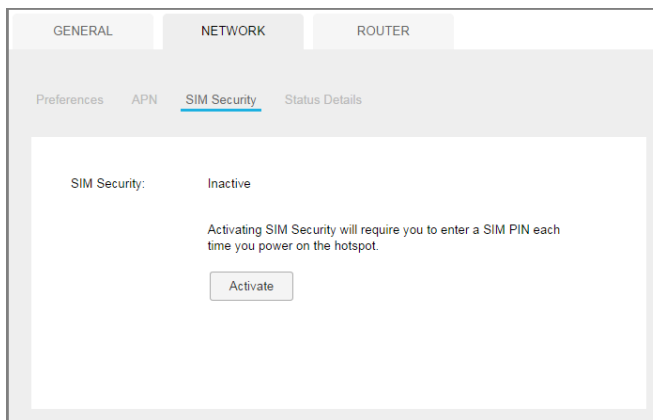 GENERAL NETWORK ROUTER
Preferences APN SIM Security Status Details
SIM Security: Inactive
Activating SIM Security will require you to enter a SIM PIN each
time you power on the hotspot.
Activate